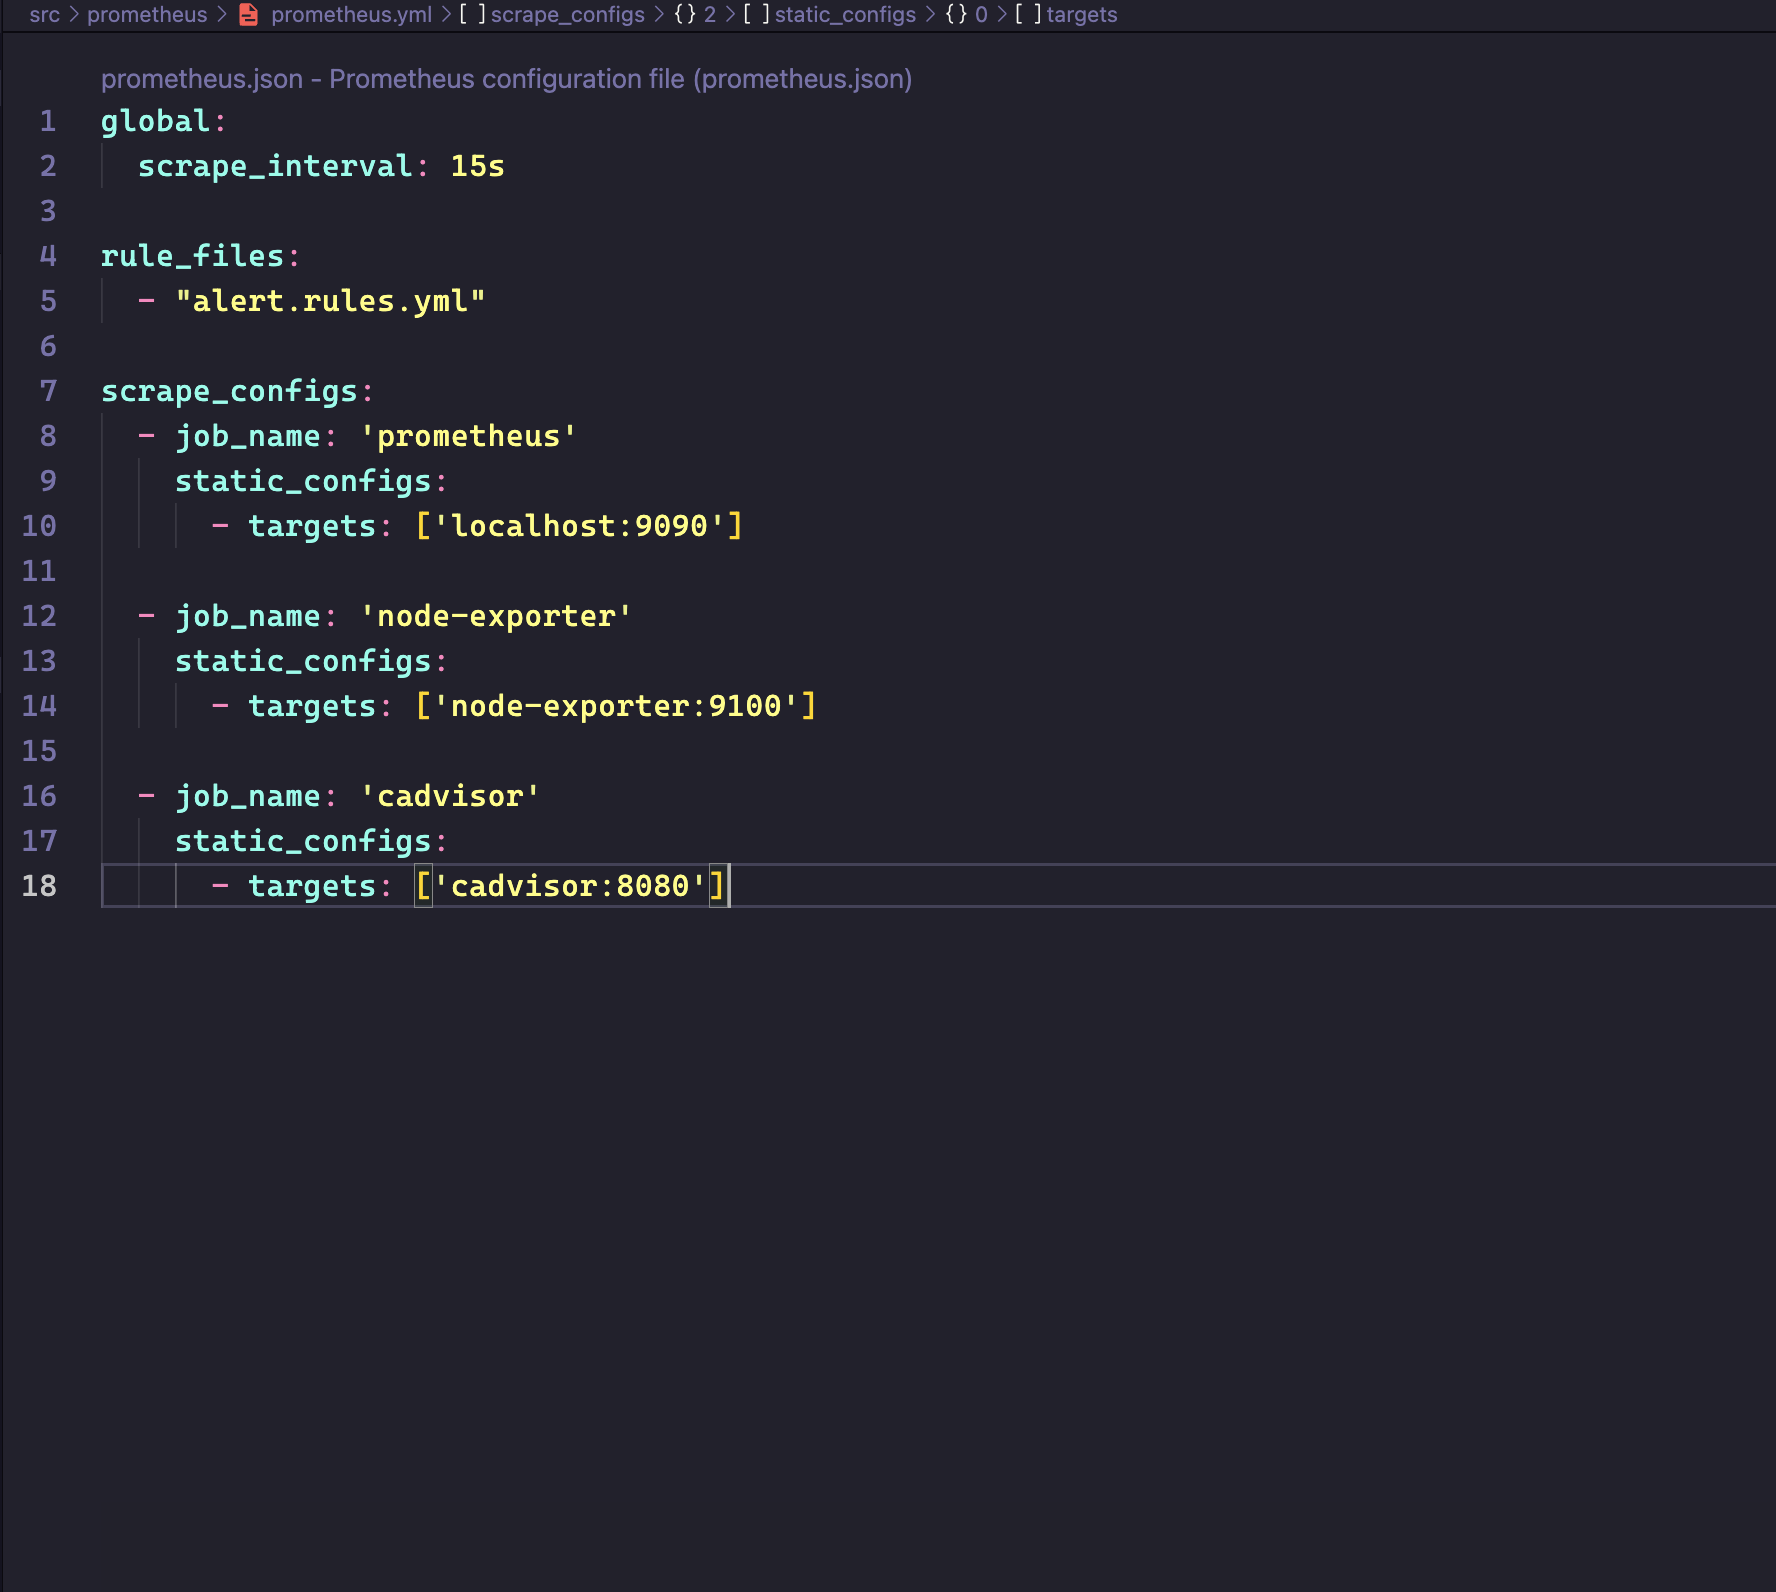 src > prometheus > prometheus.yml > [ ] scrape_configs > {} 2 > [ ] static_configs > {} 0 > [ ] targets
prometheus.json - Prometheus configuration file (prometheus.json)
1 global:
2   scrape_interval: 15s
3
4 rule_files:
5   - "alert.rules.yml"
6
7 scrape_configs:
8   - job_name: 'prometheus'
9     static_configs:
10       - targets: ['localhost:9090']
11
12   - job_name: 'node-exporter'
13     static_configs:
14       - targets: ['node-exporter:9100']
15
16   - job_name: 'cadvisor'
17     static_configs:
18       - targets: ['cadvisor:8080']